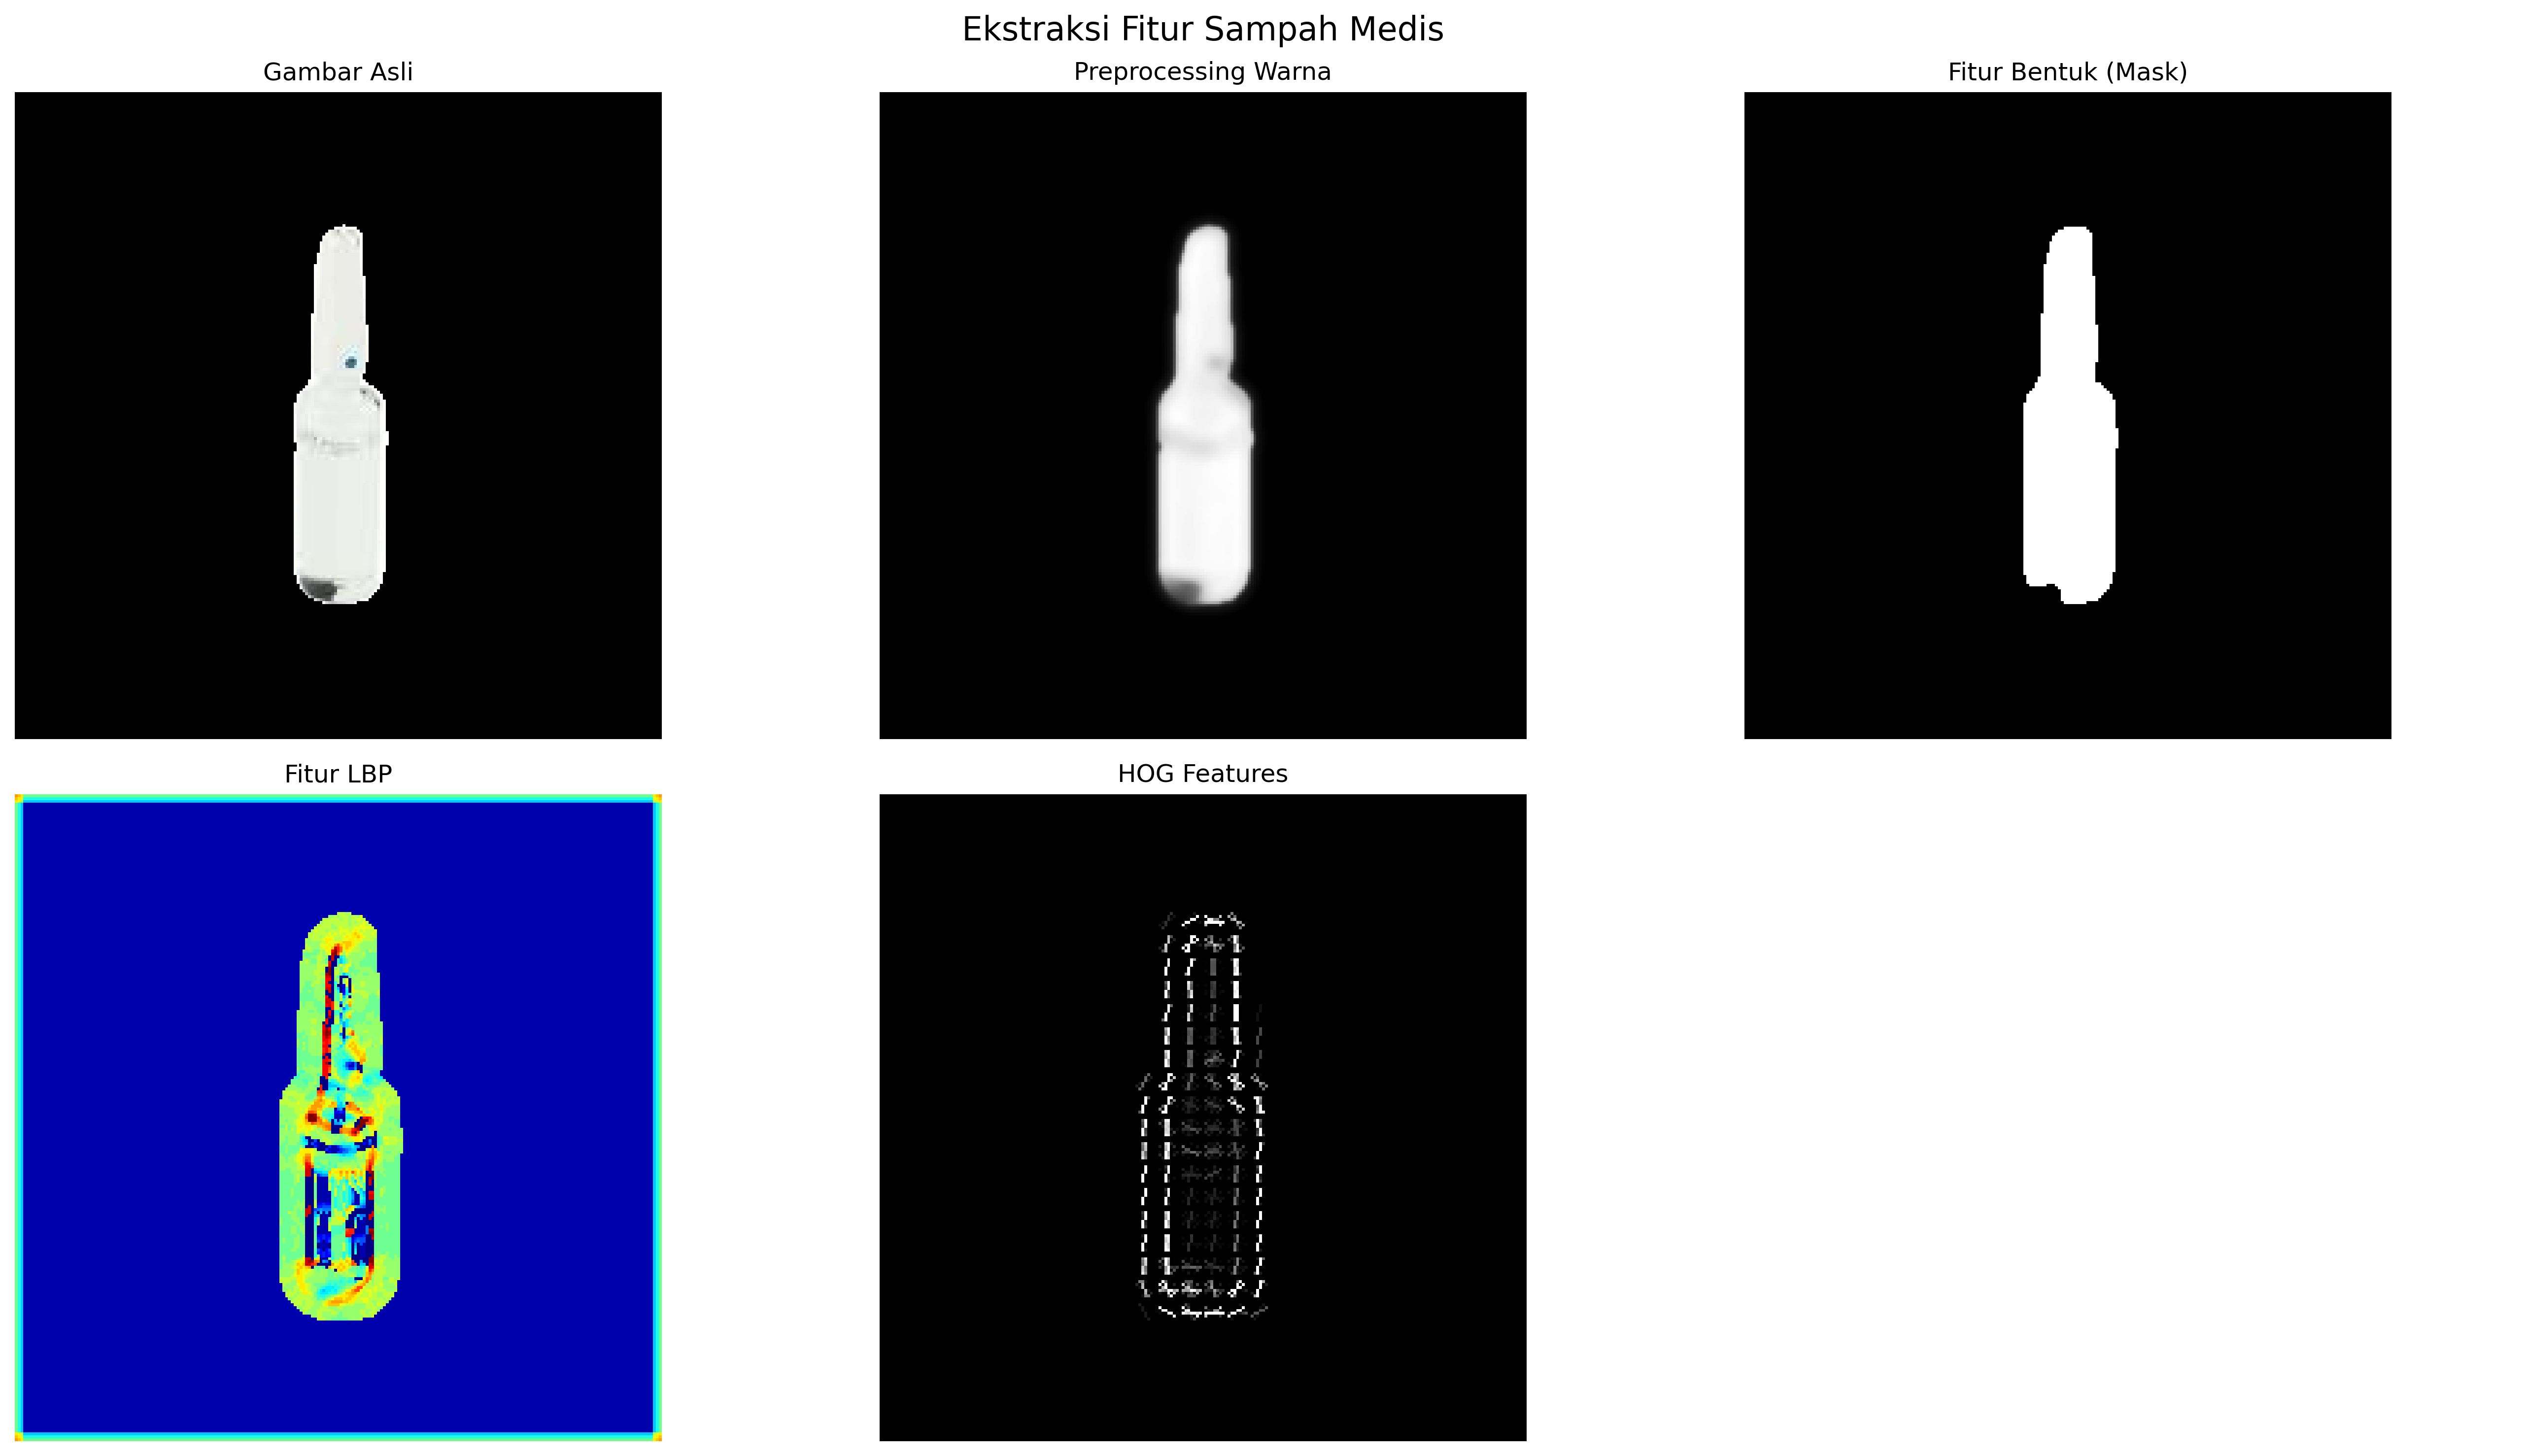 Ekstraksi Fitur Sampah Medis
Gambar Asli
Preprocessing Warna
Fitur Bentuk (Mask)
Fitur LBP
HOG Features